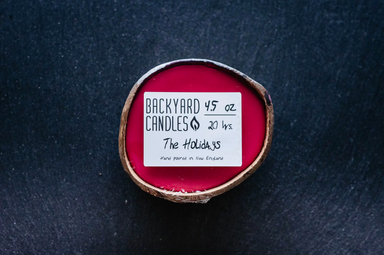 BACKYARD 4.5 oz
CANDLES 20 hrs.
The Holidays
Hand poured in New England